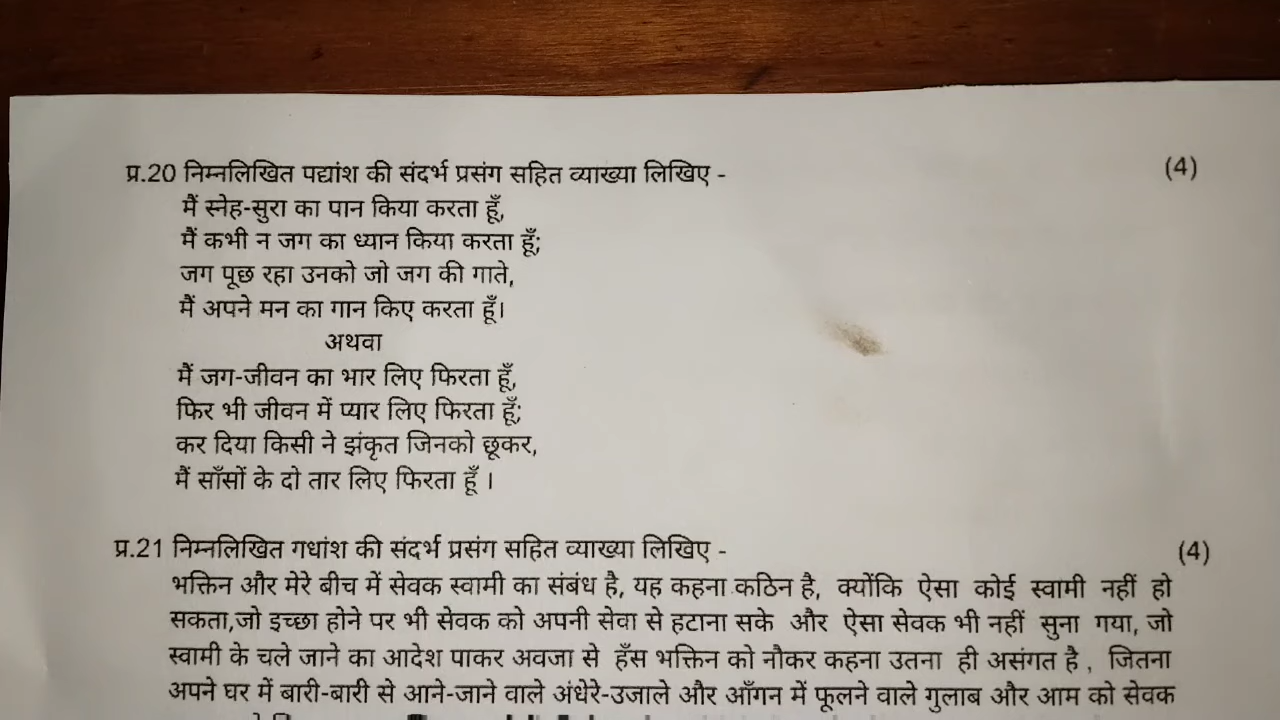 प्र.20 निम्नलिखित पद्यांश की संदर्भ प्रसंग सहित व्याख्या लिखिए - (4)
मैं स्नेह-सुरा का पान किया करता हूँ,
मैं कभी न जग का ध्यान किया करता हूँ;
जग पूछ रहा उनको जो जग की गाते,
मैं अपने मन का गान किए करता हूँ।
अथवा
मैं जग-जीवन का भार लिए फिरता हूँ,
फिर भी जीवन में प्यार लिए फिरता हूँ;
कर दिया किसी ने झंकृत जिनको छूकर,
मैं साँसों के दो तार लिए फिरता हूँ ।
प्र.21 निम्नलिखित गधांश की संदर्भ प्रसंग सहित व्याख्या लिखिए - (4)
भक्तिन और मेरे बीच में सेवक स्वामी का संबंध है, यह कहना कठिन है, क्योंकि ऐसा कोई स्वामी नहीं हो
सकता,जो इच्छा होने पर भी सेवक को अपनी सेवा से हटाना सके और ऐसा सेवक भी नहीं सुना गया, जो
स्वामी के चले जाने का आदेश पाकर अवजा से हँस भक्तिन को नौकर कहना उतना ही असंगत है , जितना
अपने घर में बारी-बारी से आने-जाने वाले अंधेरे-उजाले और आँगन में फूलने वाले गुलाब और आम को सेवक